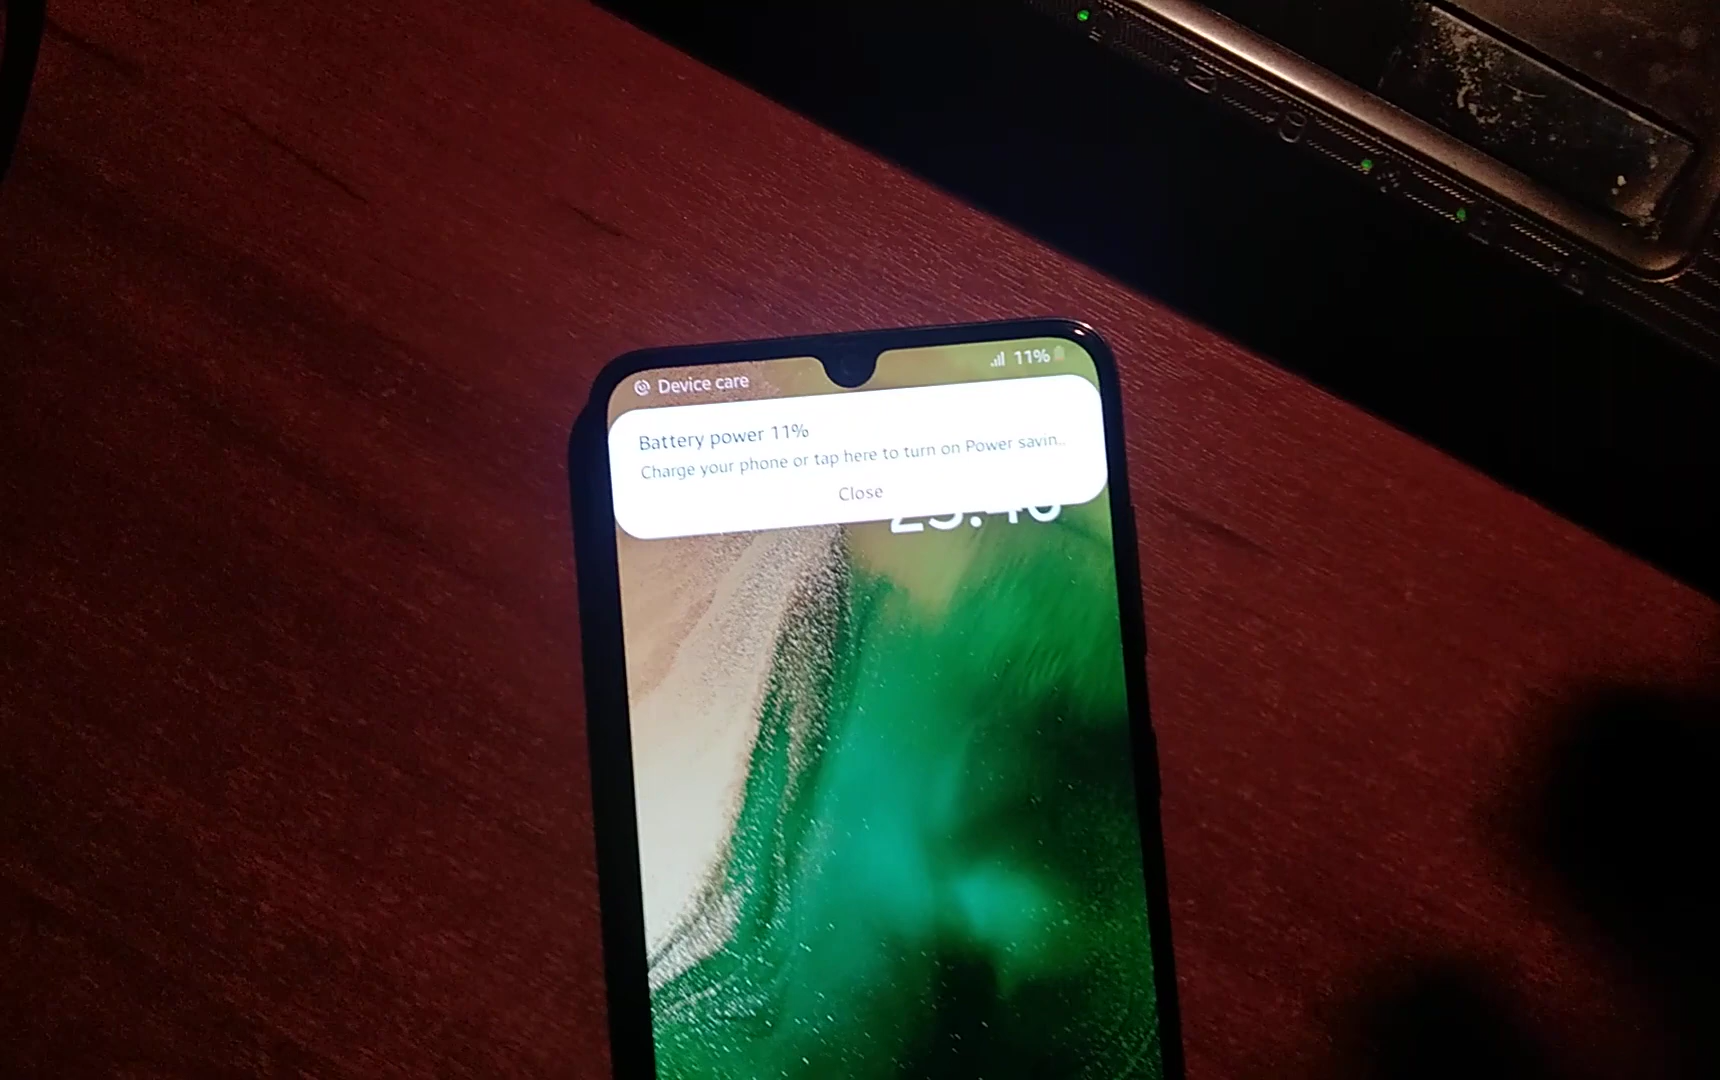 Device care
11%
Battery power 11%
Charge your phone or tap here to turn on Power savin..
Close